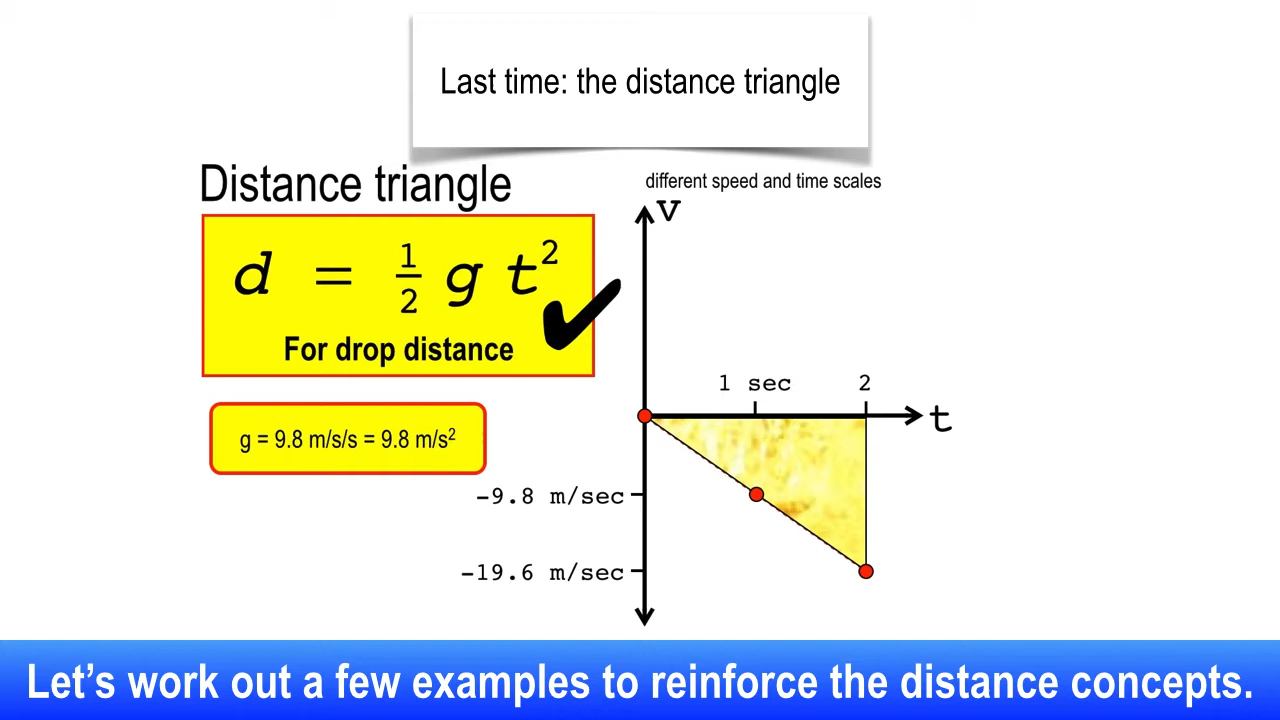 Last time: the distance triangle
Distance triangle
d = ½ g t²
For drop distance
g = 9.8 m/s/s = 9.8 m/s²
different speed and time scales
v
1 sec 2
t
-9.8 m/sec
-19.6 m/sec
Let's work out a few examples to reinforce the distance concepts.